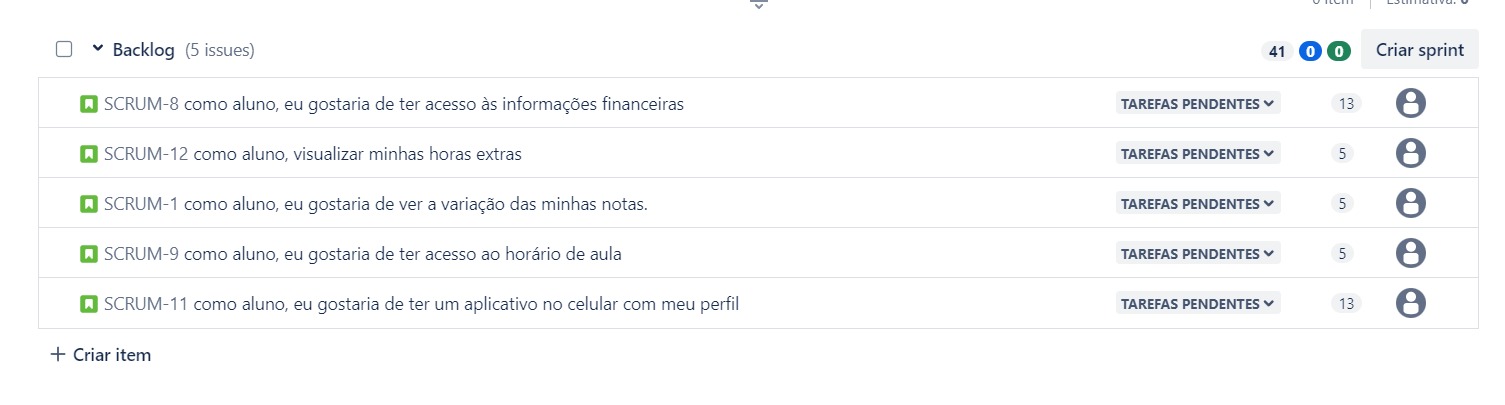 0 item Estimativa: 0
Backlog (5 issues) 41 0 0 Criar sprint
SCRUM-8 como aluno, eu gostaria de ter acesso às informações financeiras TAREFAS PENDENTES 13
SCRUM-12 como aluno, visualizar minhas horas extras TAREFAS PENDENTES 5
SCRUM-1 como aluno, eu gostaria de ver a variação das minhas notas. TAREFAS PENDENTES 5
SCRUM-9 como aluno, eu gostaria de ter acesso ao horário de aula TAREFAS PENDENTES 5
SCRUM-11 como aluno, eu gostaria de ter um aplicativo no celular com meu perfil TAREFAS PENDENTES 13
+ Criar item